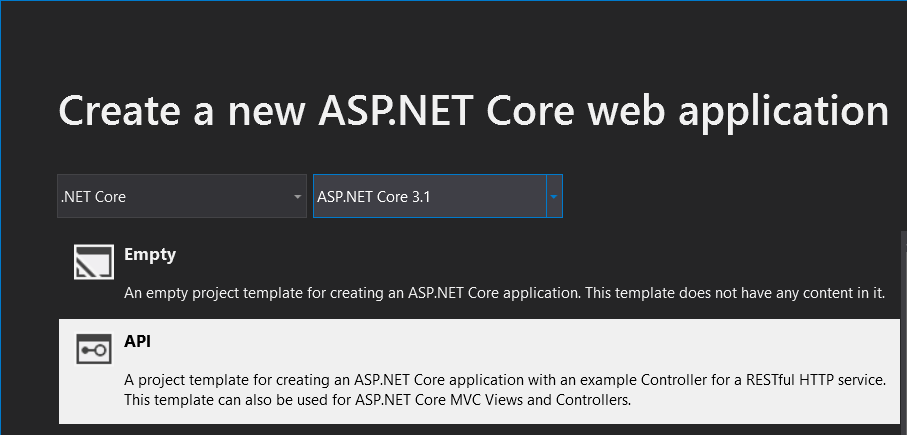 Create a new ASP.NET Core web application
.NET Core
ASP.NET Core 3.1
Empty
An empty project template for creating an ASP.NET Core application. This template does not have any content in it.
API
A project template for creating an ASP.NET Core application with an example Controller for a RESTful HTTP service.
This template can also be used for ASP.NET Core MVC Views and Controllers.